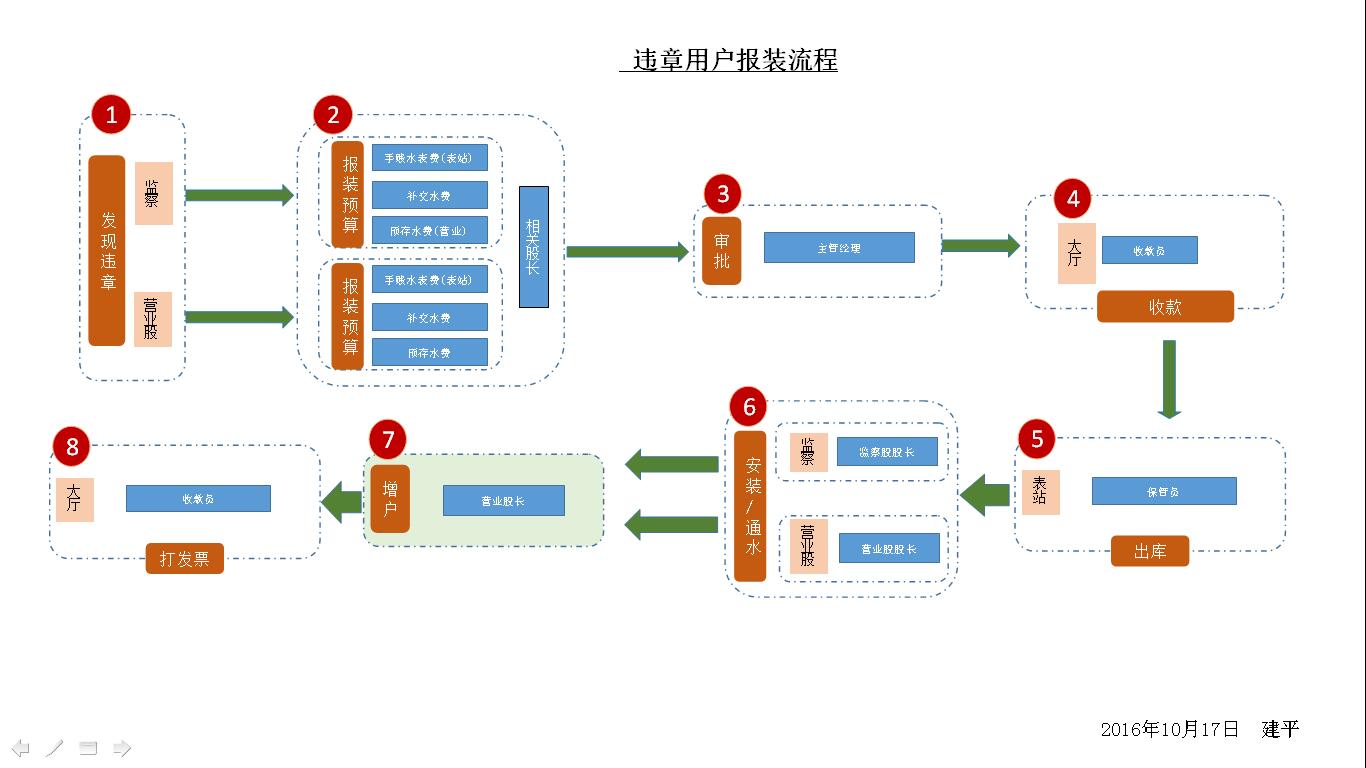 违章用户报装流程
1
发现违章
监察
营业股
2
报装预算
手账水表费(表站)
补交水费
预存水费(营业)
报装预算
手账水表费(表站)
补交水费
预存水费
相关股长
3
审批
主管经理
4
大厅
收款员
收款
5
表站
保管员
出库
6
安装/通水
监察
监察股股长
营业股
营业股股长
7
增户
营业股长
8
大厅
收款员
打发票
2016年10月17日 建平